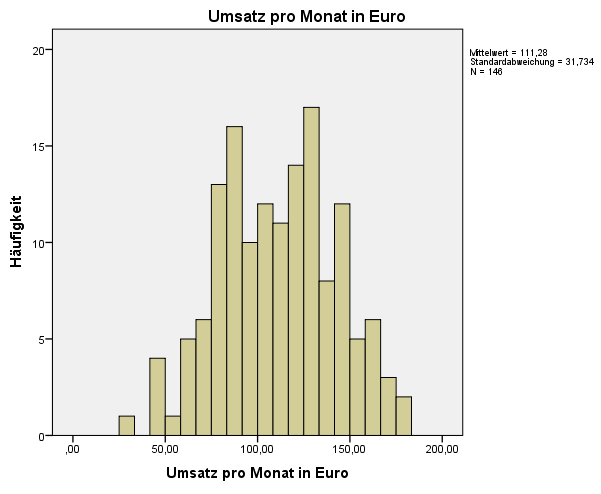 Umsatz pro Monat in Euro
Mittelwert = 111,28
Standardabweichung = 31,734
N = 146
Häufigkeit
20
15
10
5
0
,00
50,00
100,00
150,00
200,00
Umsatz pro Monat in Euro